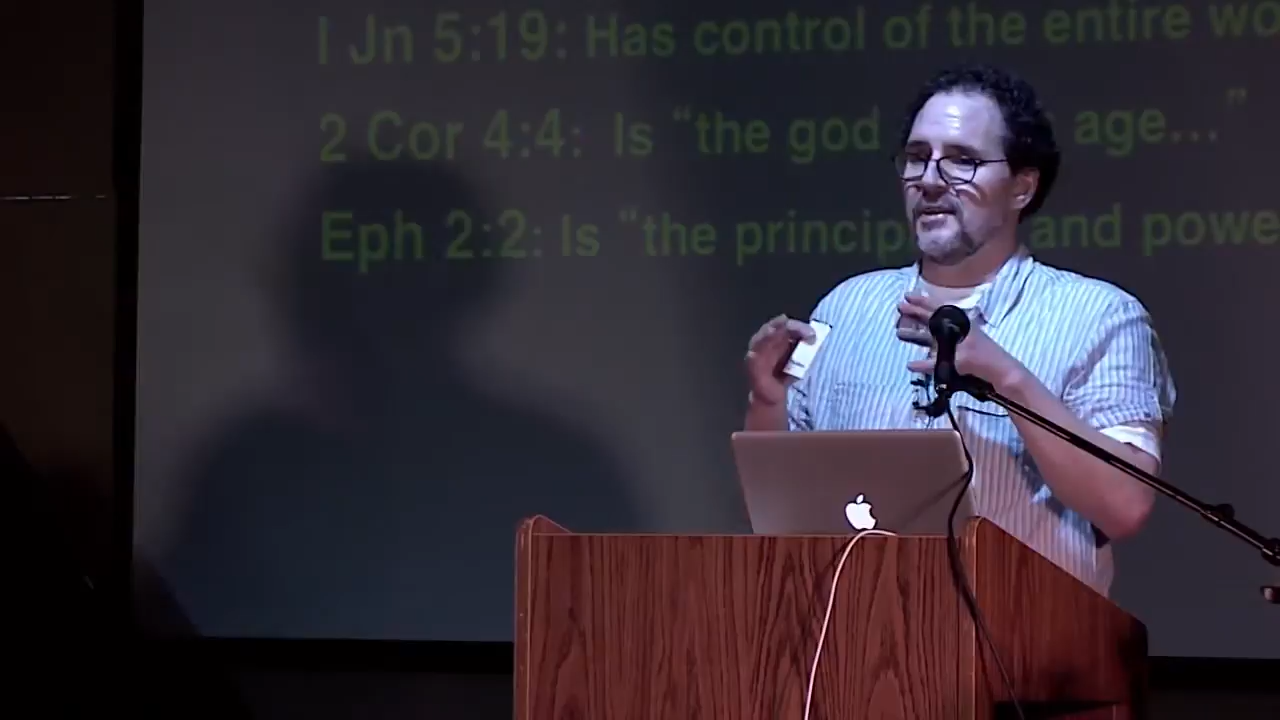 I Jn 5:19: Has control of the entire wo
2 Cor 4:4: Is “the god age...”
Eph 2:2: Is “the princip and powe